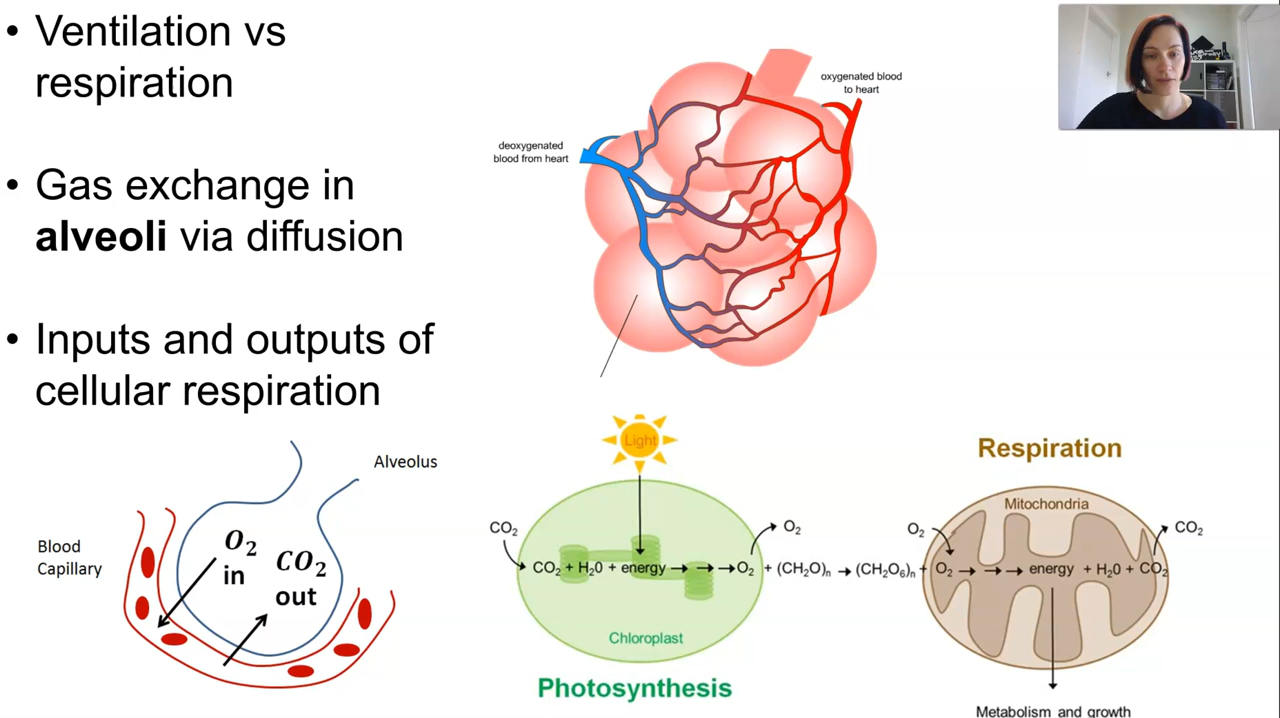 • Ventilation vs
respiration
• Gas exchange in
alveoli via diffusion
• Inputs and outputs of
cellular respiration
deoxygenated
blood from heart
oxygenated blood
to heart
Alveolus
Blood
Capillary
O2
in
CO2
out
Light
CO2
O2
CO2 + H20 + energy → → → O2 + (CH2O)n → (CH2O6)n + O2 → → → energy + H20 + CO2
Chloroplast
Photosynthesis
Respiration
Mitochondria
O2
CO2
Metabolism and growth